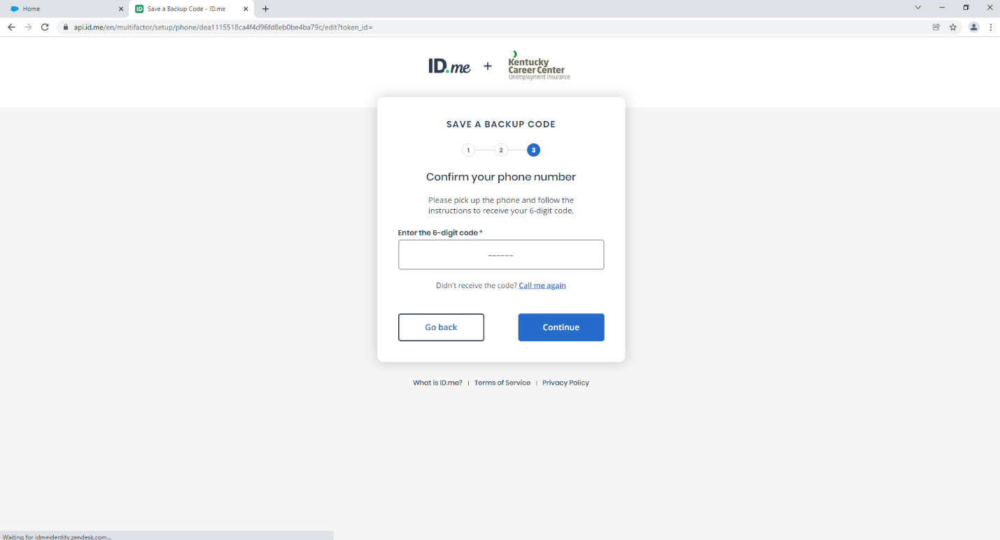 Home
Save a Backup Code - ID.me
api.id.me/en/multifactor/setup/phone/dea1115518ca4f4d96fd8eb0be4ba79c/edit?token_id=
ID.me + Kentucky Career Center Unemployment Insurance
SAVE A BACKUP CODE
1 2 3
Confirm your phone number
Please pick up the phone and follow the
instructions to receive your 6-digit code.
Enter the 6-digit code *
______
Didn't receive the code? Call me again
Go back Continue
What is ID.me? | Terms of Service | Privacy Policy
Waiting for idmeidentity.zendesk.com...